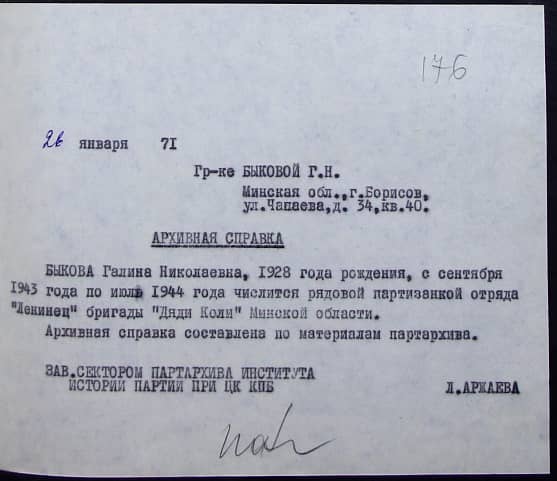 176
26 января 71
Гр-ке БЫКОВОЙ Г.Н.
Минская обл.,г.Борисов,
ул.Чапаева,д. 34,кв.40.
АРХИВНАЯ СПРАВКА
БЫКОВА Галина Николаевна, 1928 года рождения, с сентября
1943 года по июль 1944 года числится рядовой партизанкой отряда
"Ленинец" бригады "Дяди Коли" Минской области.
Архивная справка составлена по материалам партархива.
ЗАВ.СЕКТОРОМ ПАРТАРХИВА ИНСТИТУТА
ИСТОРИИ ПАРТИИ ПРИ ЦК КПБ Л.АРЖАЕВА